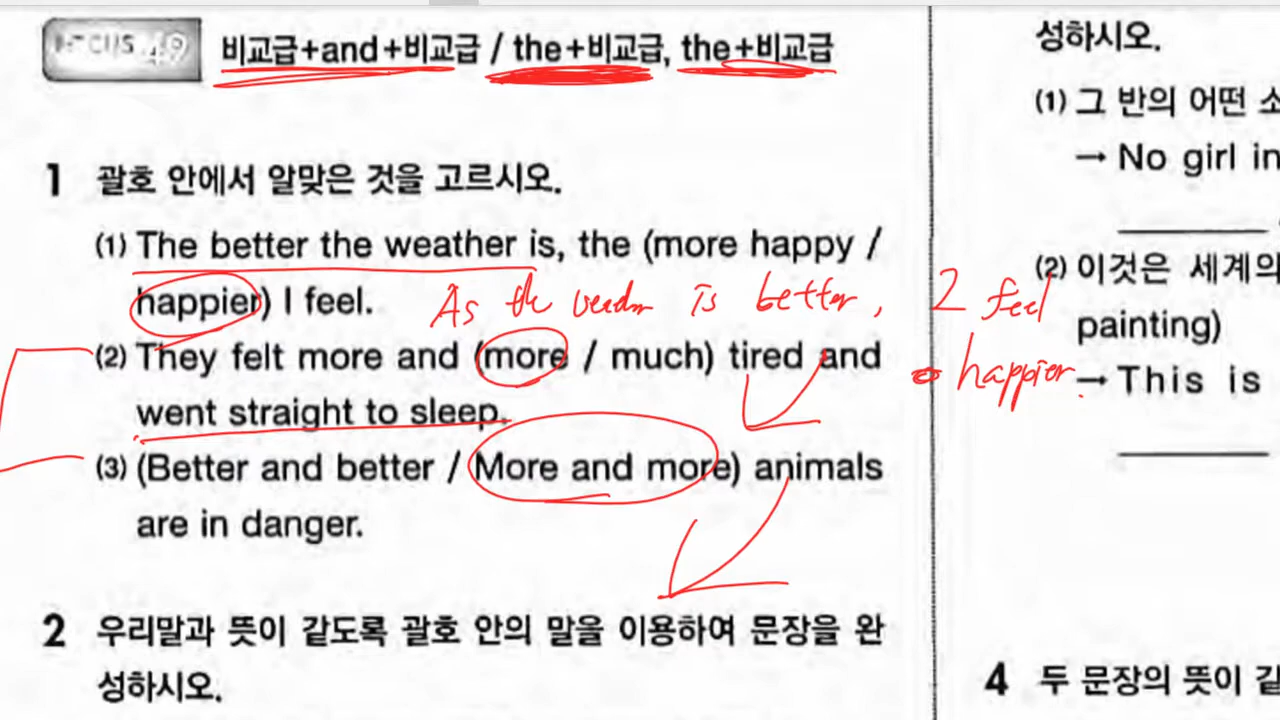 FOCUS 49 비교급+and+비교급 / the+비교급, the+비교급
1 괄호 안에서 알맞은 것을 고르시오.
(1) The better the weather is, the (more happy /
happier) I feel.
As the is better, I feel
happier.
(2) They felt more and (more / much) tired and
went straight to sleep.
(3) (Better and better / More and more) animals
are in danger.
2 우리말과 뜻이 같도록 괄호 안의 말을 이용하여 문장을 완
성하시오.
성하시오.
(1) 그 반의 어떤
→ No girl in
(2) 이것은 세계의
painting)
→ This is
4 두 문장의 뜻이